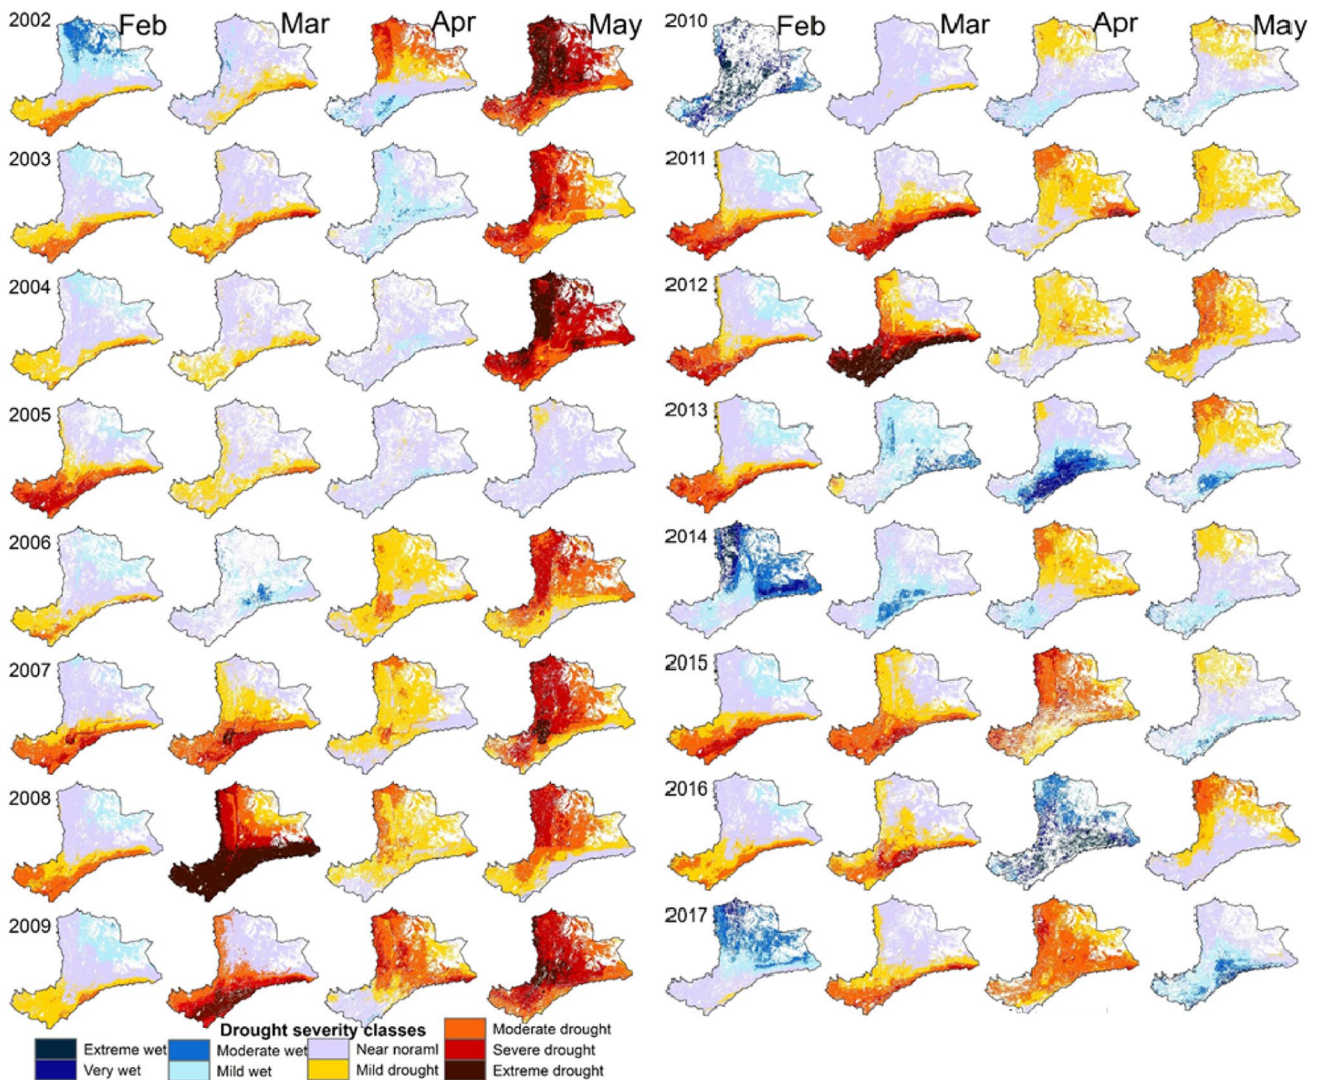 2002 Feb Mar Apr May 2010 Feb Mar Apr May
2003 2011
2004 2012
2005 2013
2006 2014
2007 2015
2008 2016
2009 2017
Drought severity classes
Extreme wet Moderate wet Near noraml Moderate drought
Very wet Mild wet Mild drought Severe drought
Extreme drought